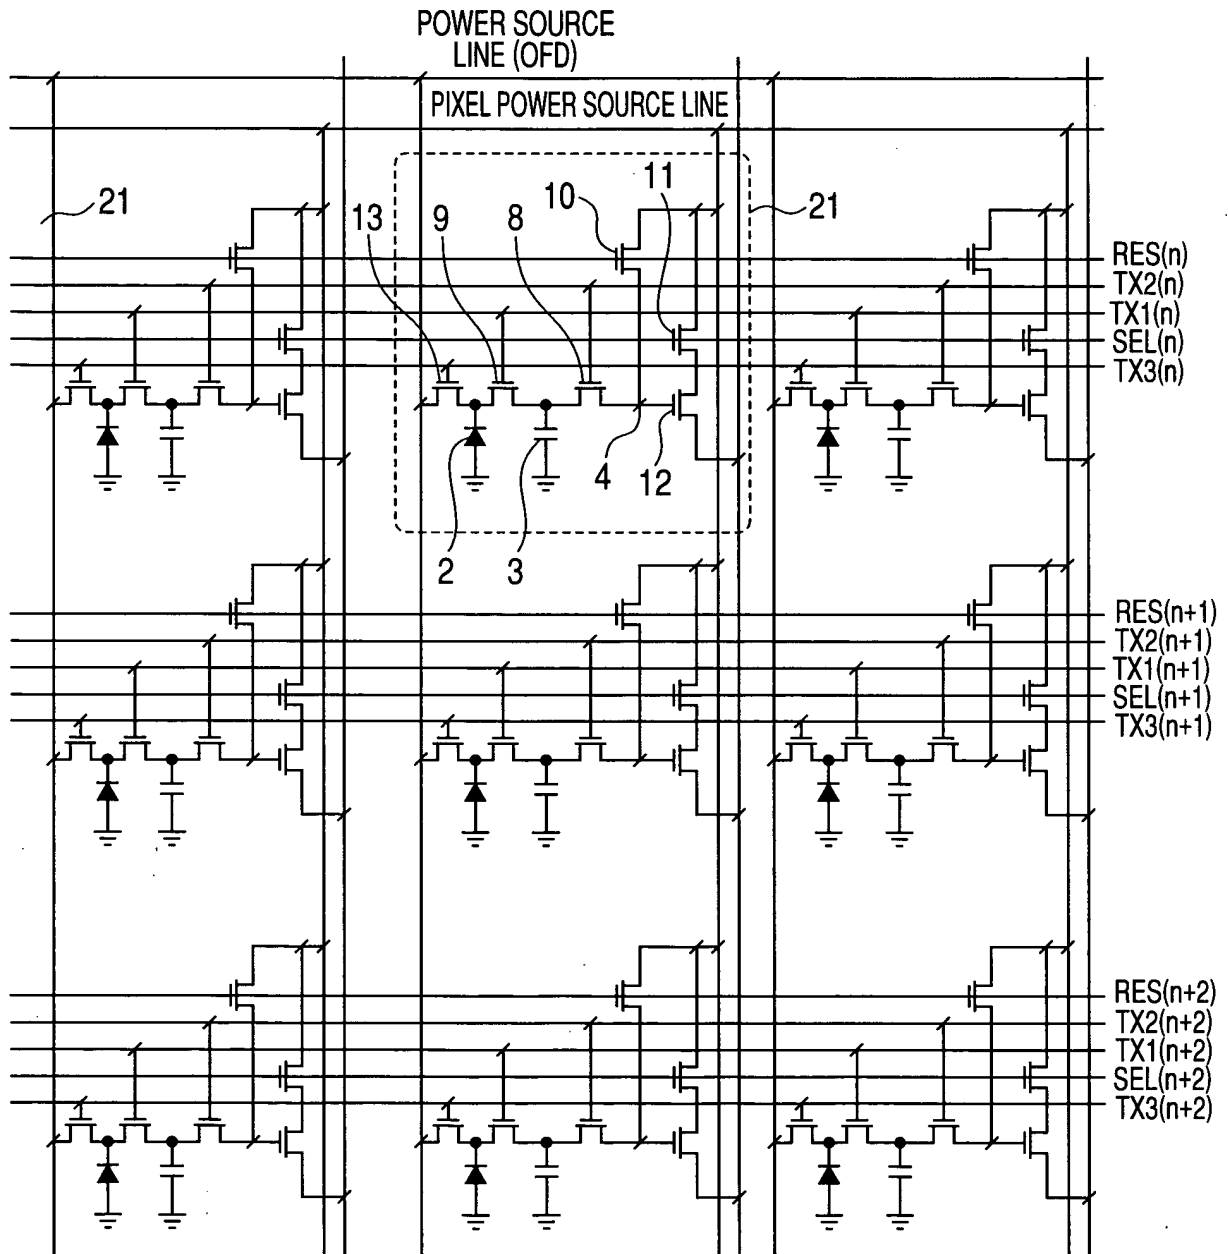 POWER SOURCE
LINE (OFD)
PIXEL POWER SOURCE LINE
21
13
9
8
10
11
21
RES(n)
TX2(n)
TX1(n)
SEL(n)
TX3(n)
2
3
4
12
RES(n+1)
TX2(n+1)
TX1(n+1)
SEL(n+1)
TX3(n+1)
RES(n+2)
TX2(n+2)
TX1(n+2)
SEL(n+2)
TX3(n+2)